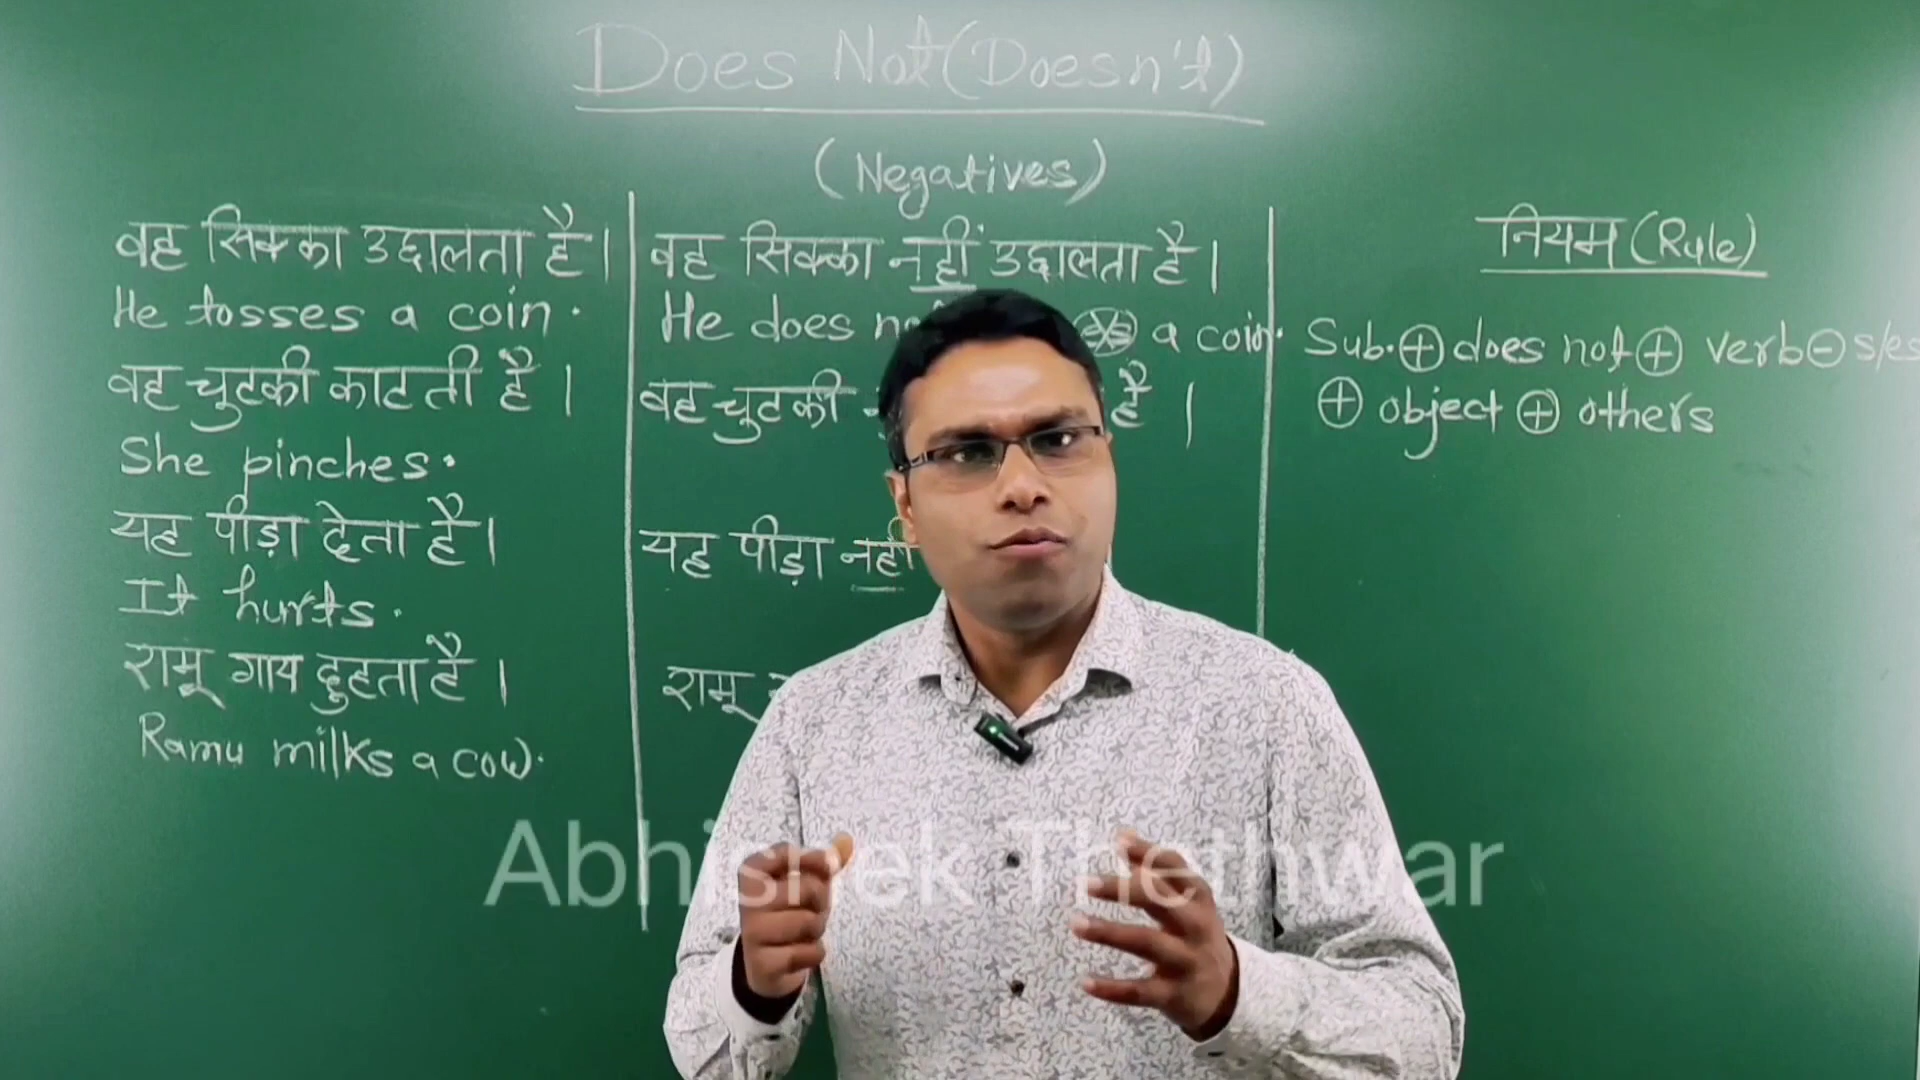 Does Not (Doesn't)
(Negatives)
वह सिक्का उछालता है।
He tosses a coin.
वह चुटकी काटती है।
She pinches.
यह पीड़ा देता है।
It hurts.
रामू गाय दुहता है।
Ramu milks a cow.
वह सिक्का नहीं उछालता है।
He does a coin.
वह चुटकी है।
यह पीड़ा नहीं
रामू
नियम (Rule)
Sub. + does not + verb - s/es
+ object + others
Abhishek Thethwar